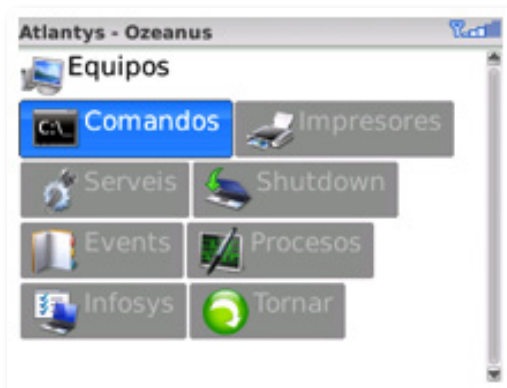 Atlantys - Ozeanus
Equipos
C:\_ Comandos Impresores
Serveis Shutdown
Events Procesos
Infosys Tornar